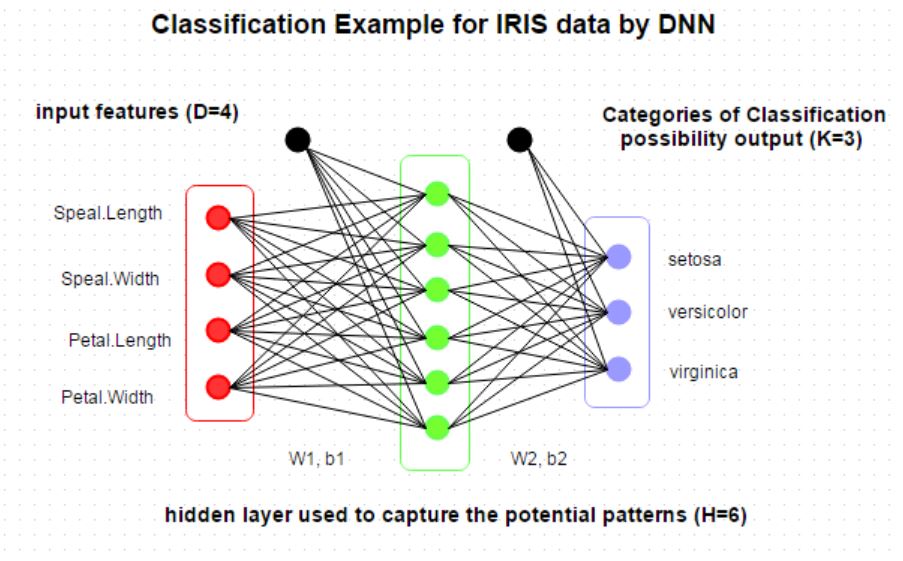 Classification Example for IRIS data by DNN
input features (D=4)
Categories of Classification
possibility output (K=3)
Speal.Length
Speal.Width
Petal.Length
Petal.Width
setosa
versicolor
virginica
W1, b1
W2, b2
hidden layer used to capture the potential patterns (H=6)